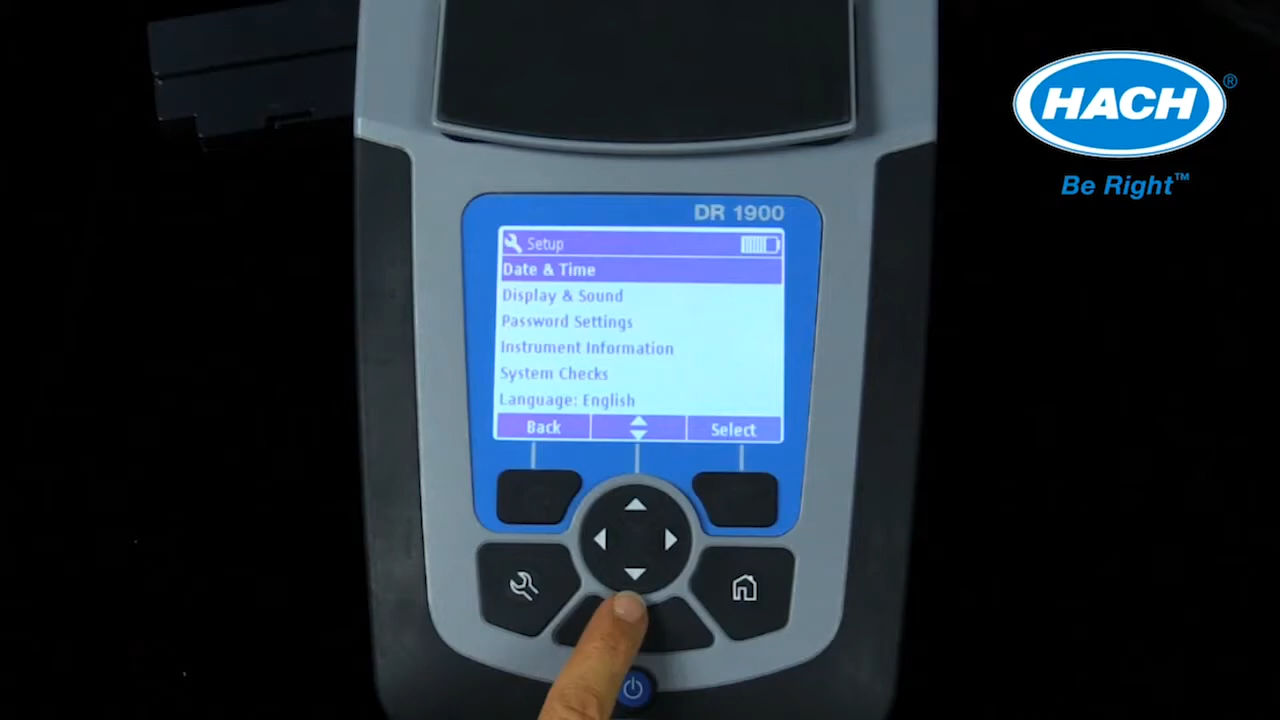 HACH®
Be Right™
DR 1900
Setup
Date & Time
Display & Sound
Password Settings
Instrument Information
System Checks
Language: English
Back
Select